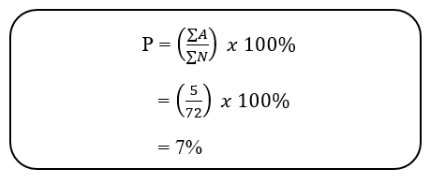 P = (ΣA/ΣN) x 100%
= (5/72) x 100%
= 7%